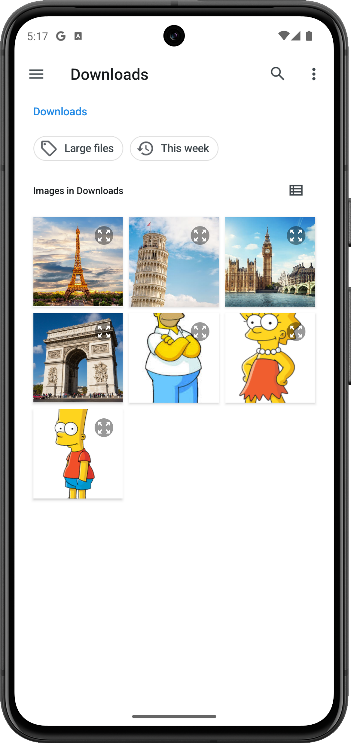 5:17 G A
Downloads
Downloads
Large files
This week
Images in Downloads